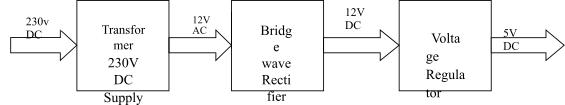 230v
DC
Transfor
mer
230V
DC
Supply
12V
AC
Bridg
e
wave
Recti
fier
12V
DC
Volta
ge
Regula
tor
5V
DC